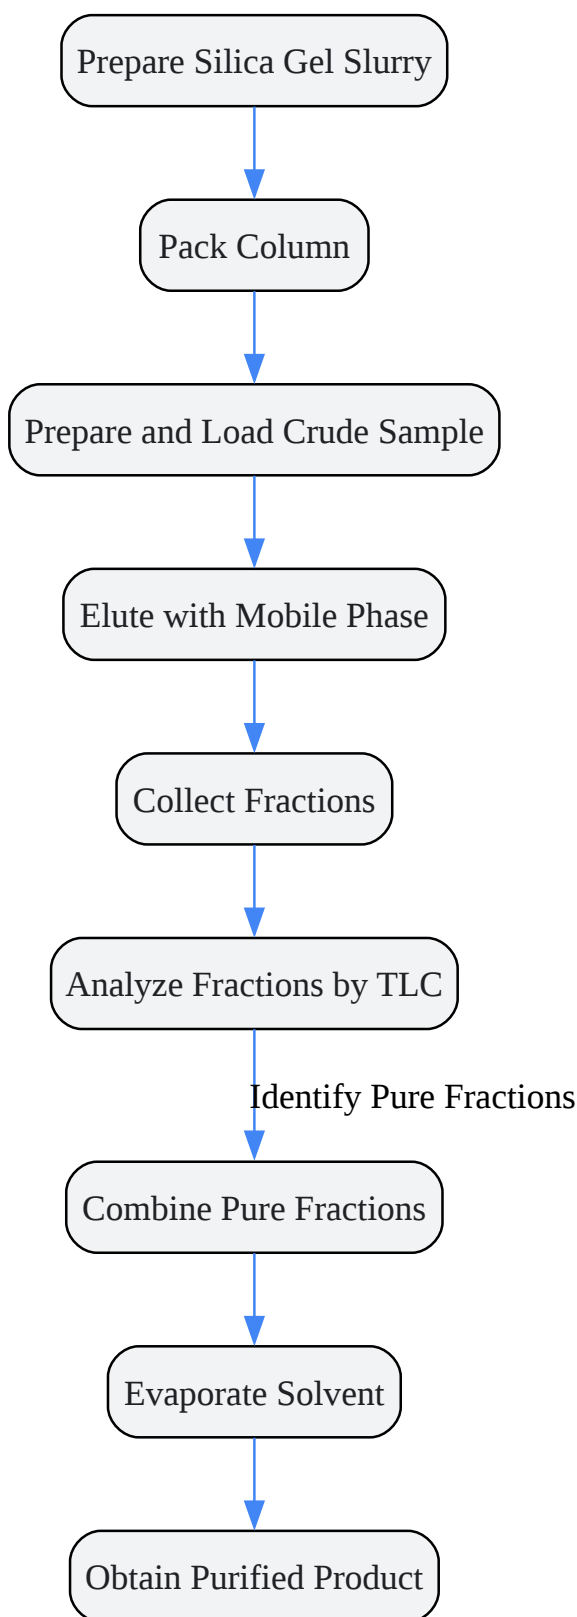 Prepare Silica Gel Slurry
Pack Column
Prepare and Load Crude Sample
Elute with Mobile Phase
Collect Fractions
Analyze Fractions by TLC
Identify Pure Fractions
Combine Pure Fractions
Evaporate Solvent
Obtain Purified Product